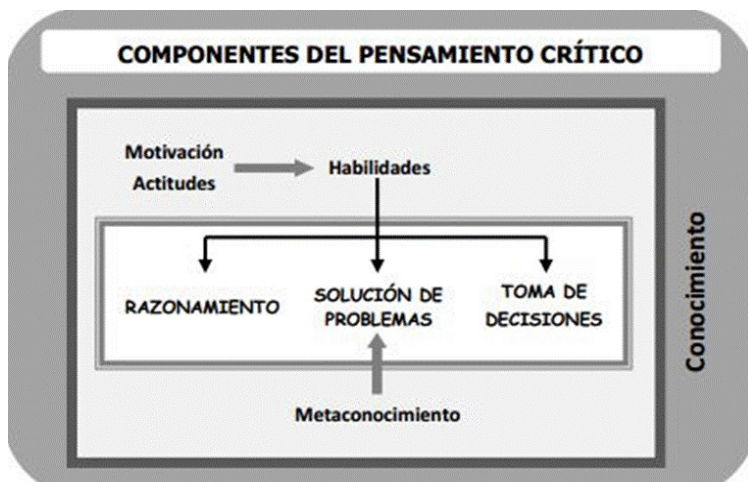 COMPONENTES DEL PENSAMIENTO CRÍTICO
Motivación
Actitudes
Habilidades
RAZONAMIENTO
SOLUCIÓN DE
PROBLEMAS
TOMA DE
DECISIONES
Metaconocimiento
Conocimiento